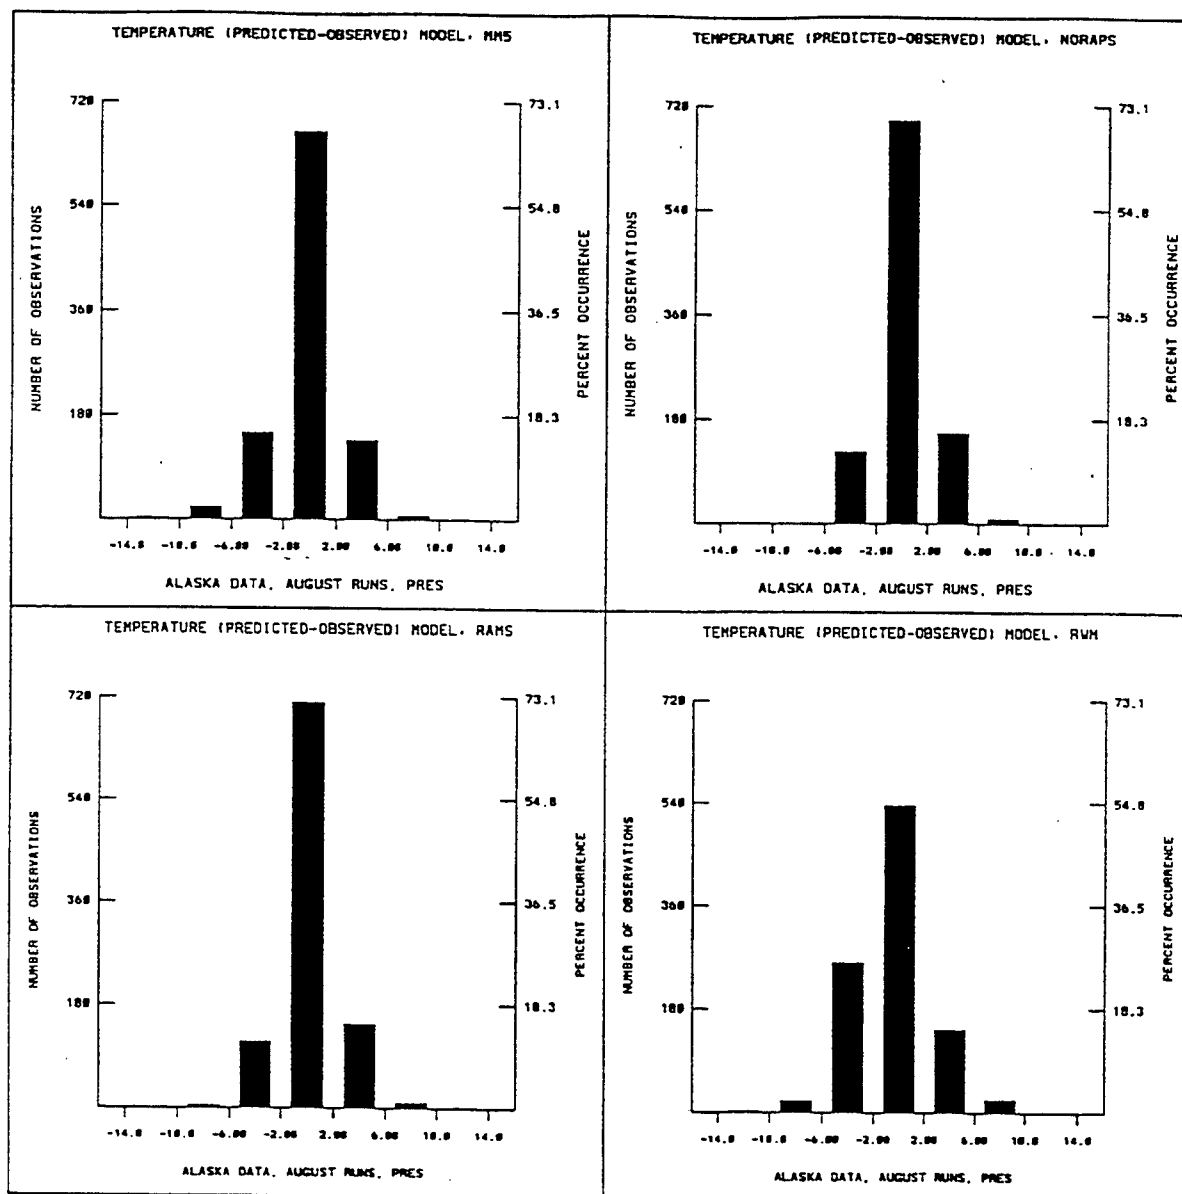 TEMPERATURE (PREDICTED-OBSERVED) MODEL. MM5
720
540
360
180
NUMBER OF OBSERVATIONS
73.1
54.8
36.5
18.3
PERCENT OCCURRENCE
-14.0 -10.0 -6.00 -2.00 2.00 6.00 10.0 14.0
ALASKA DATA, AUGUST RUNS, PRES
TEMPERATURE (PREDICTED-OBSERVED) MODEL. NORAPS
720
540
360
180
NUMBER OF OBSERVATIONS
73.1
54.8
36.5
18.3
PERCENT OCCURRENCE
-14.0 -10.0 -6.00 -2.00 2.00 6.00 10.0 14.0
ALASKA DATA, AUGUST RUNS, PRES
TEMPERATURE (PREDICTED-OBSERVED) MODEL. RAMS
720
540
360
180
NUMBER OF OBSERVATIONS
73.1
54.8
36.5
18.3
PERCENT OCCURRENCE
-14.0 -10.0 -6.00 -2.00 2.00 6.00 10.0 14.0
ALASKA DATA, AUGUST RUNS, PRES
TEMPERATURE (PREDICTED-OBSERVED) MODEL. RWM
720
540
360
180
NUMBER OF OBSERVATIONS
73.1
54.8
36.5
18.3
PERCENT OCCURRENCE
-14.0 -10.0 -6.00 -2.00 2.00 6.00 10.0 14.0
ALASKA DATA, AUGUST RUNS, PRES